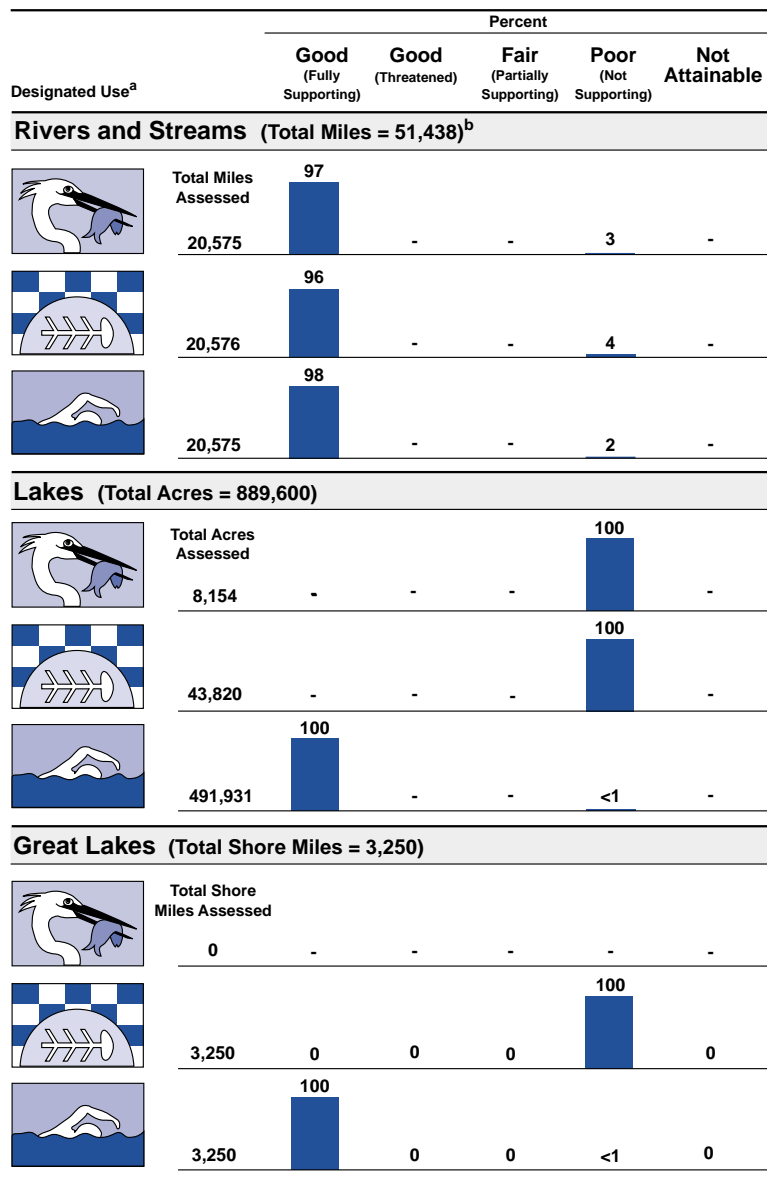 Percent
Designated Use^a
Good (Fully Supporting)
Good (Threatened)
Fair (Partially Supporting)
Poor (Not Supporting)
Not Attainable
Rivers and Streams (Total Miles = 51,438)^b
Total Miles Assessed
97
20,575 - - 3 -
96
20,576 - - 4 -
98
20,575 - - 2 -
Lakes (Total Acres = 889,600)
Total Acres Assessed
100
8,154 - - - -
100
43,820 - - - -
100
491,931 - - <1 -
Great Lakes (Total Shore Miles = 3,250)
Total Shore Miles Assessed
0 - - - - -
100
3,250 0 0 0 0
100
3,250 0 0 <1 0